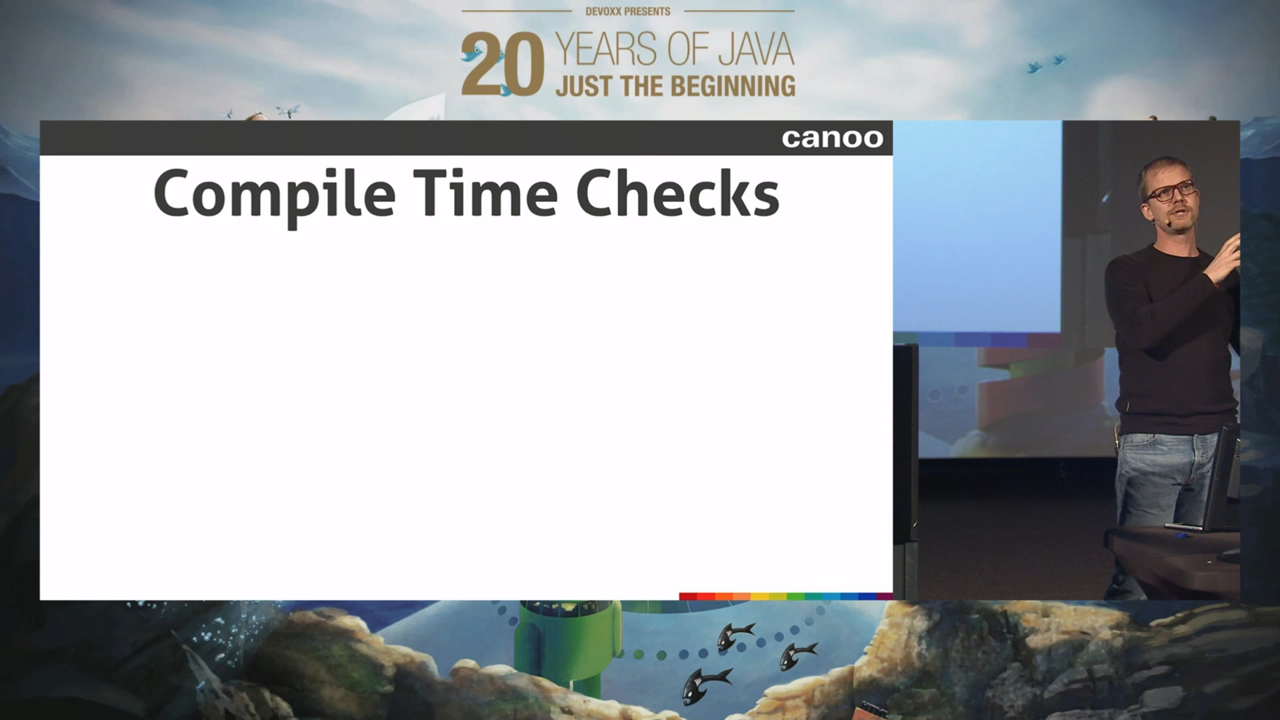 DEVOXX PRESENTS
20 YEARS OF JAVA
JUST THE BEGINNING
canoo
Compile Time Checks